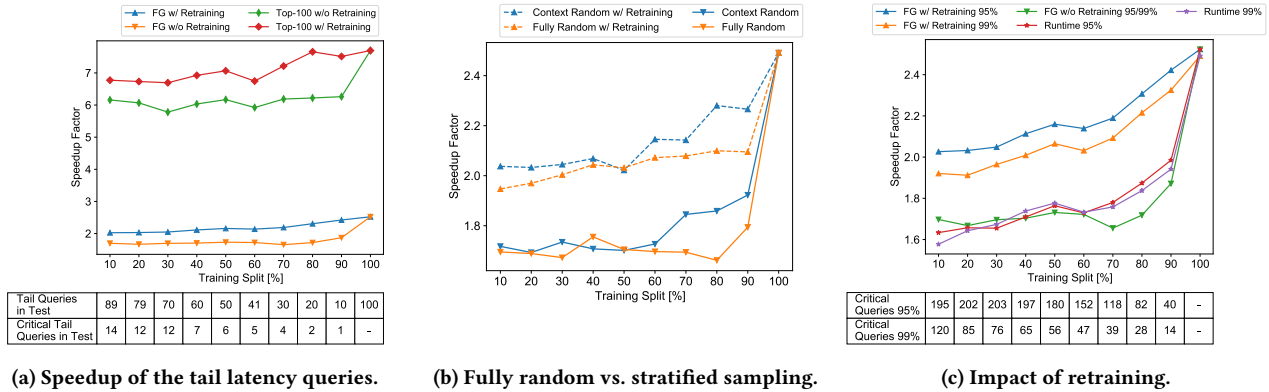 FG w/ Retraining
Top-100 w/o Retraining
FG w/o Retraining
Top-100 w/ Retraining
Speedup Factor
7
6
5
4
3
2
10 20 30 40 50 60 70 80 90 100
Training Split [%]
Tail Queries in Test 89 79 70 60 50 41 30 20 10 100
Critical Tail Queries in Test 14 12 12 7 6 5 4 2 1 -
(a) Speedup of the tail latency queries.
Context Random w/ Retraining
Context Random
Fully Random w/ Retraining
Fully Random
Speedup Factor
2.4
2.2
2.0
1.8
10 20 30 40 50 60 70 80 90 100
Training Split [%]
(b) Fully random vs. stratified sampling.
FG w/ Retraining 95%
FG w/o Retraining 95/99%
Runtime 99%
FG w/ Retraining 99%
Runtime 95%
Speedup Factor
2.4
2.2
2.0
1.8
1.6
10 20 30 40 50 60 70 80 90 100
Training Split [%]
Critical Queries 95% 195 202 203 197 180 152 118 82 40 -
Critical Queries 99% 120 85 76 65 56 47 39 28 14 -
(c) Impact of retraining.